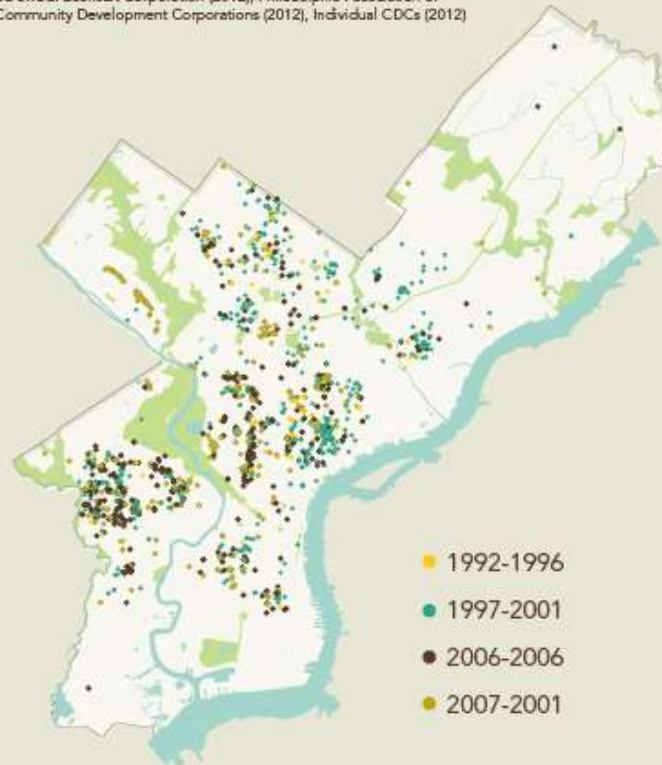 Community Development Corporations (2012), Individual CDCs (2012)
1992-1996
1997-2001
2006-2006
2007-2001